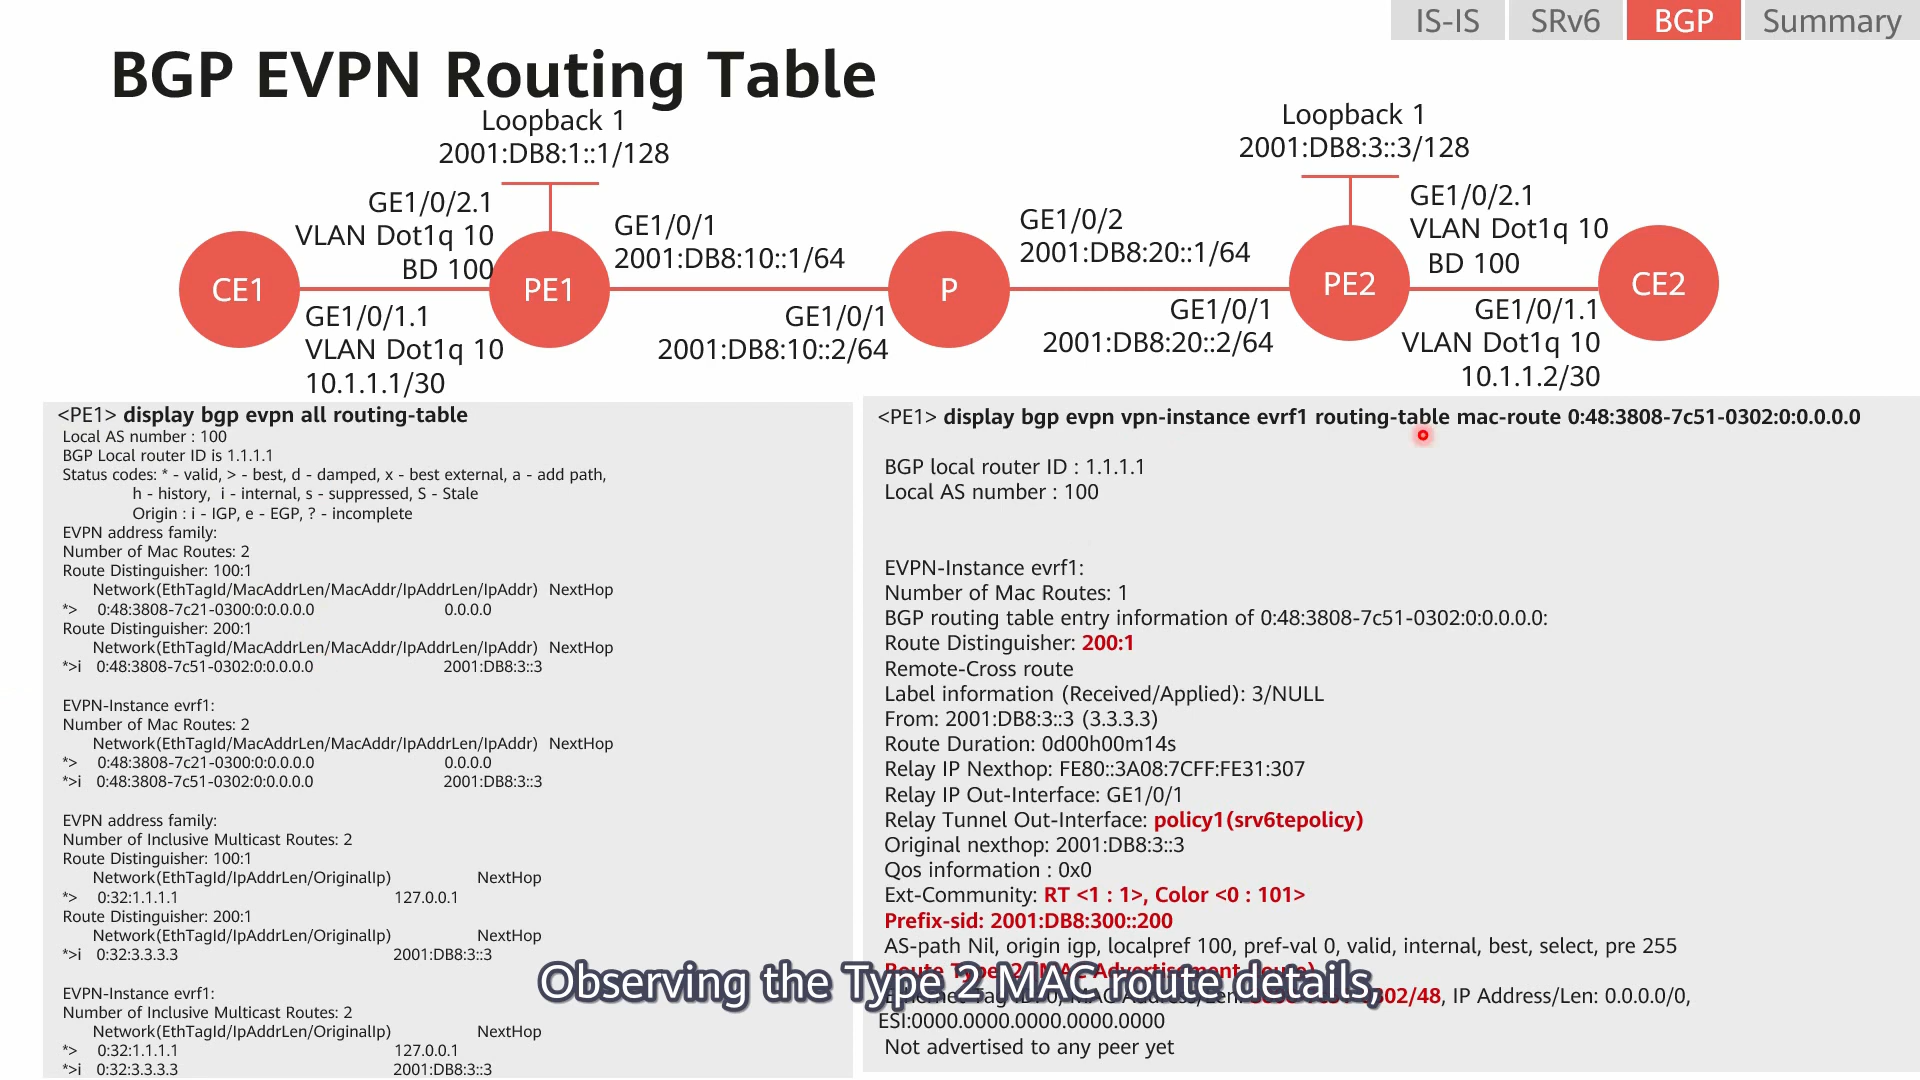 IS-IS
SRv6
BGP
Summary
BGP EVPN Routing Table
Loopback 1
2001:DB8:1::1/128
Loopback 1
2001:DB8:3::3/128
GE1/0/2.1
VLAN Dot1q 10
BD 100
GE1/0/1
2001:DB8:10::1/64
GE1/0/2
2001:DB8:20::1/64
GE1/0/2.1
VLAN Dot1q 10
BD 100
CE1
PE1
P
PE2
CE2
GE1/0/1.1
VLAN Dot1q 10
10.1.1.1/30
GE1/0/1
2001:DB8:10::2/64
GE1/0/1
2001:DB8:20::2/64
GE1/0/1.1
VLAN Dot1q 10
10.1.1.2/30
<PE1> display bgp evpn all routing-table
Local AS number : 100
BGP Local router ID is 1.1.1.1
Status codes: * - valid, > - best, d - damped, x - best external, a - add path,
h - history,  i - internal, s - suppressed, S - Stale
Origin : i - IGP, e - EGP, ? - incomplete
EVPN address family:
Number of Mac Routes: 2
Route Distinguisher: 100:1
Network(EthTagId/MacAddrLen/MacAddr/IpAddrLen/IpAddr)  NextHop
*>    0:48:3808-7c21-0300:0:0.0.0.0    0.0.0.0
Route Distinguisher: 200:1
Network(EthTagId/MacAddrLen/MacAddr/IpAddrLen/IpAddr)  NextHop
*>i   0:48:3808-7c51-0302:0:0.0.0.0    2001:DB8:3::3
EVPN-Instance evrf1:
Number of Mac Routes: 2
Network(EthTagId/MacAddrLen/MacAddr/IpAddrLen/IpAddr)  NextHop
*>    0:48:3808-7c21-0300:0:0.0.0.0    0.0.0.0
*>i   0:48:3808-7c51-0302:0:0.0.0.0    2001:DB8:3::3
EVPN address family:
Number of Inclusive Multicast Routes: 2
Route Distinguisher: 100:1
Network(EthTagId/IpAddrLen/OriginalIp)    NextHop
*>    0:32:1.1.1.1    127.0.0.1
Route Distinguisher: 200:1
Network(EthTagId/IpAddrLen/OriginalIp)    NextHop
*>i   0:32:3.3.3.3    2001:DB8:3::3
EVPN-Instance evrf1:
Number of Inclusive Multicast Routes: 2
Network(EthTagId/IpAddrLen/OriginalIp)    NextHop
*>    0:32:1.1.1.1    127.0.0.1
*>i   0:32:3.3.3.3    2001:DB8:3::3
<PE1> display bgp evpn vpn-instance evrf1 routing-table mac-route 0:48:3808-7c51-0302:0:0.0.0.0
BGP local router ID : 1.1.1.1
Local AS number : 100
EVPN-Instance evrf1:
Number of Mac Routes: 1
BGP routing table entry information of 0:48:3808-7c51-0302:0:0.0.0.0:
Route Distinguisher: 200:1
Remote-Cross route
Label information (Received/Applied): 3/NULL
From: 2001:DB8:3::3 (3.3.3.3)
Route Duration: 0d00h00m14s
Relay IP Nexthop: FE80::3A08:7CFF:FE31:307
Relay IP Out-Interface: GE1/0/1
Relay Tunnel Out-Interface: policy1(srv6tepolicy)
Original nexthop: 2001:DB8:3::3
Qos information : 0x0
Ext-Community: RT <1 : 1>, Color <0 : 101>
Prefix-sid: 2001:DB8:300::200
AS-path Nil, origin igp, localpref 100, pref-val 0, valid, internal, best, select, pre 255
Route Type: 2 (MAC Advertisement Route)
Ethernet Tag ID: 0, MAC Address/Len: 302/48, IP Address/Len: 0.0.0.0/0,
ESI:0000.0000.0000.0000.0000
Not advertised to any peer yet
Observing the Type 2 MAC route details,